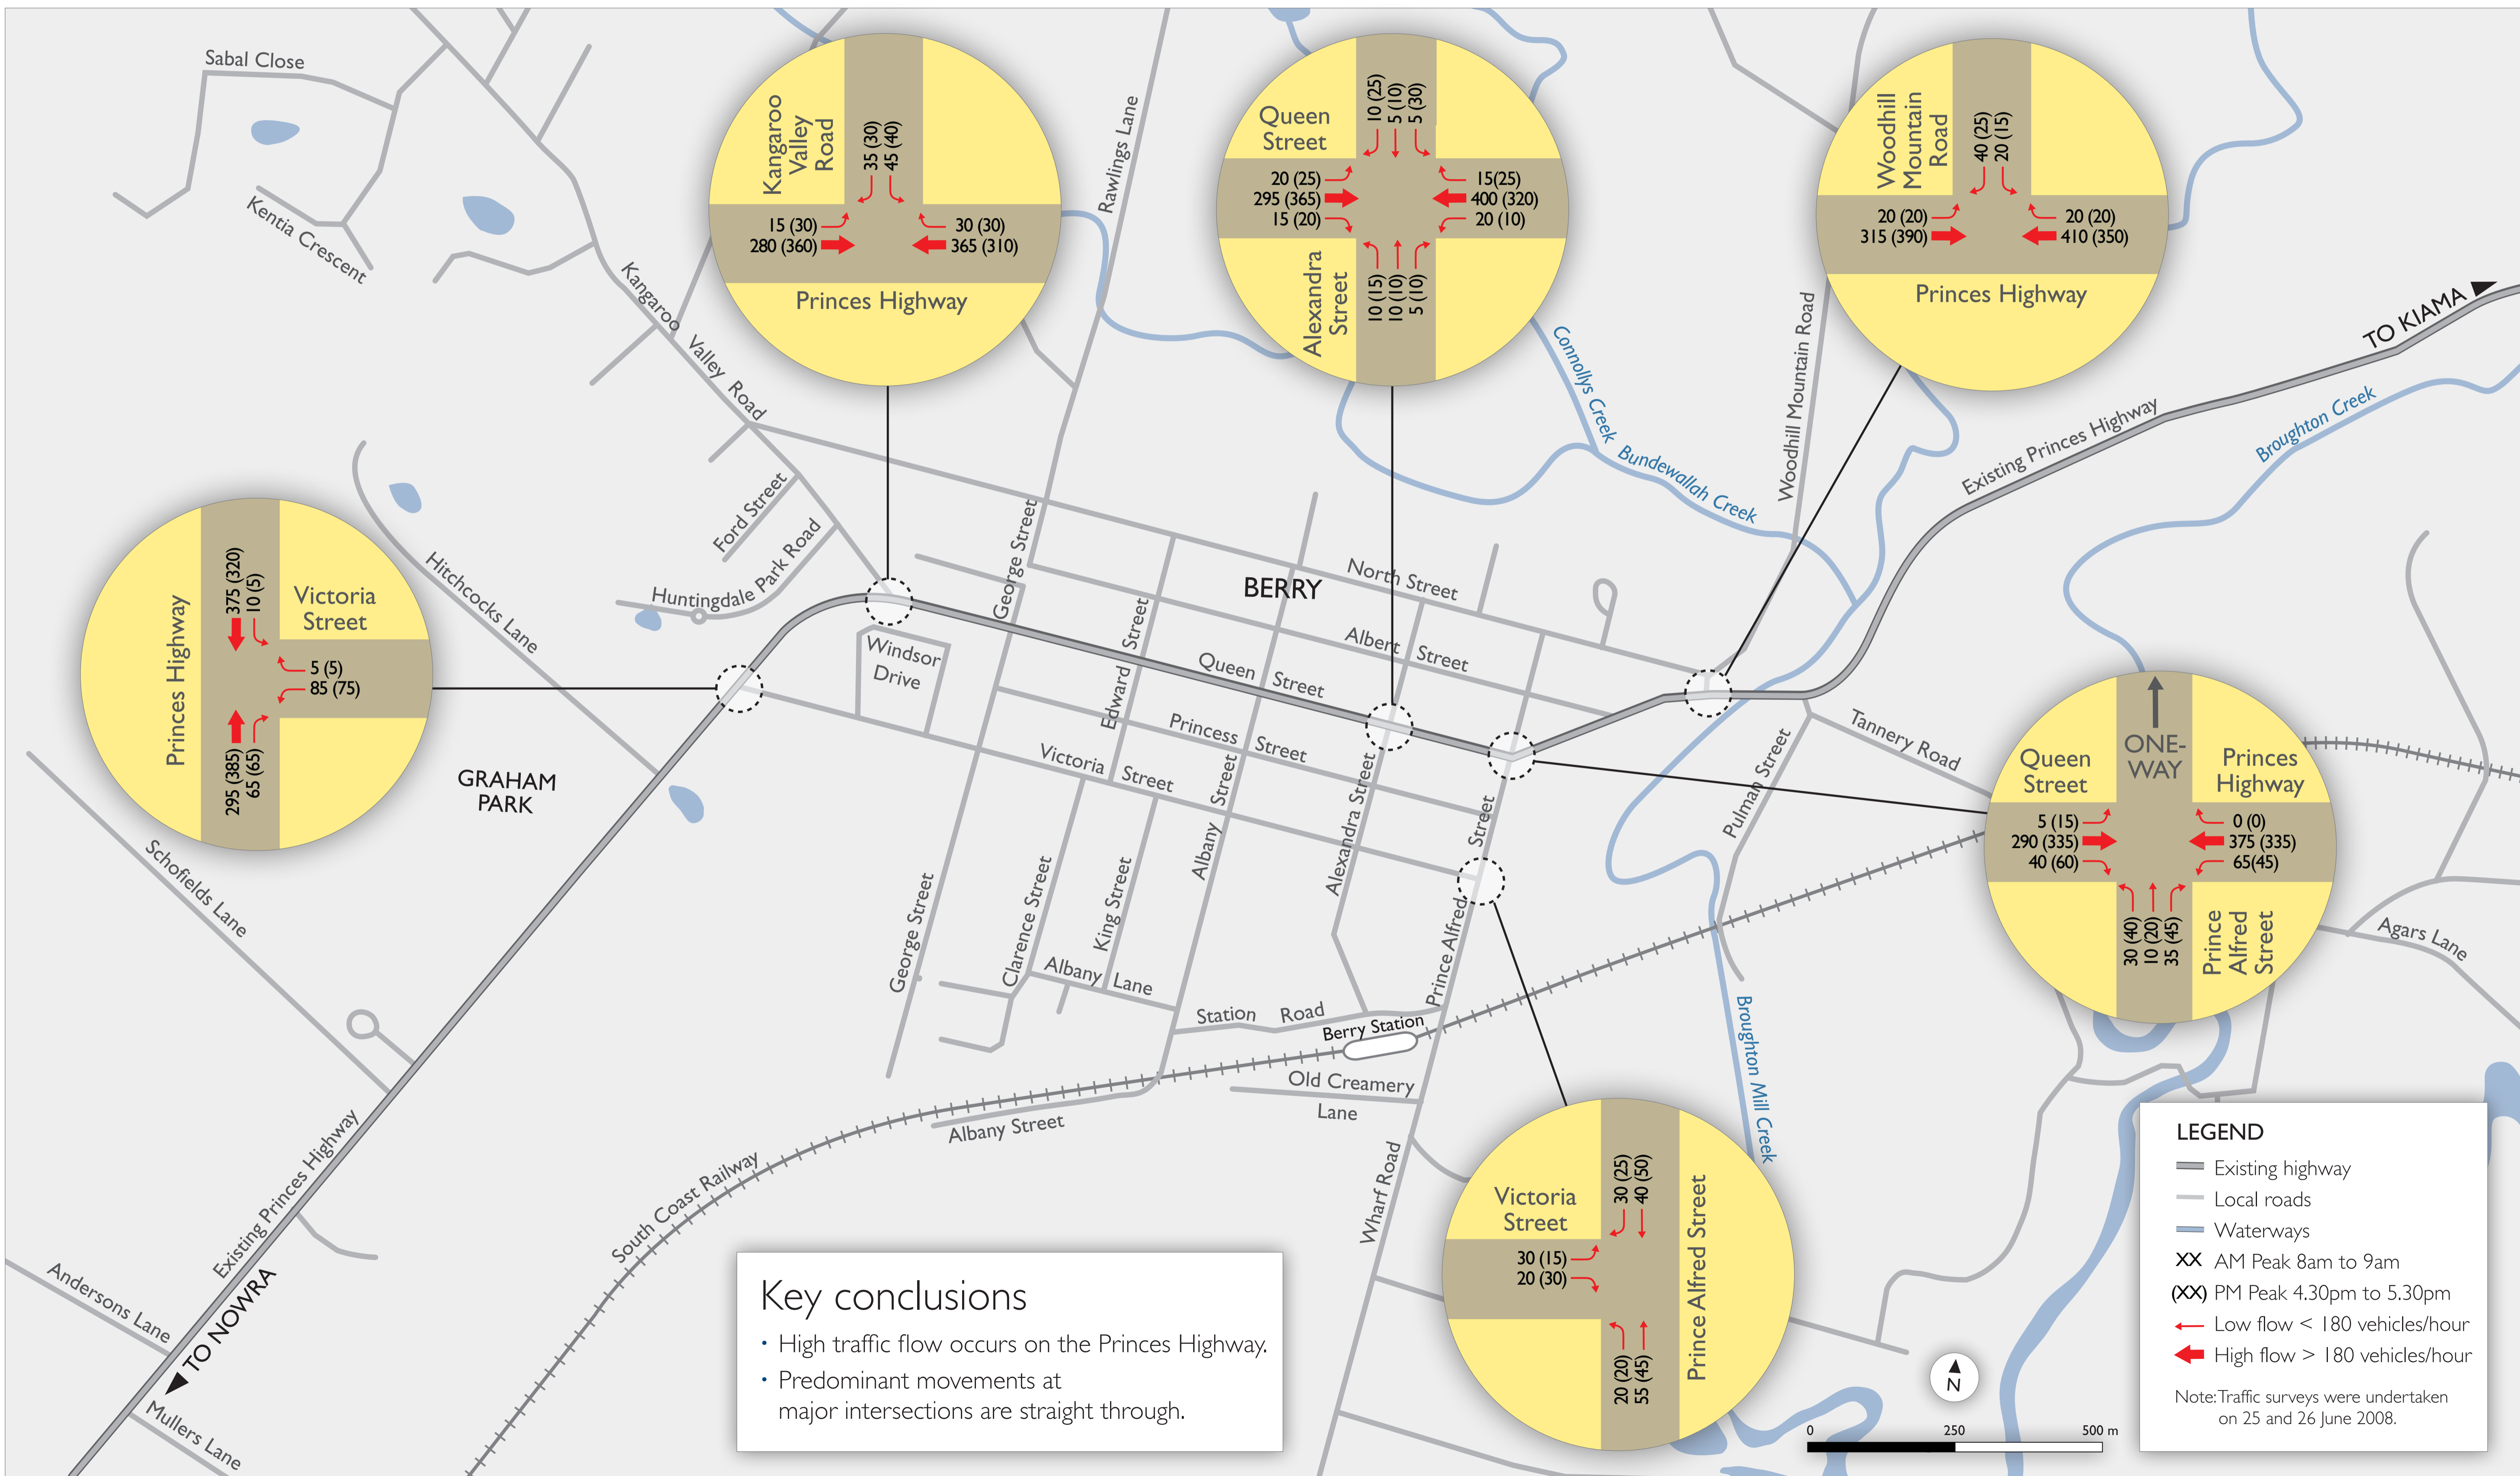 Sabal Close
Kentia Crescent
Kangaroo
Valley
Road
35 (30)
45 (40)
15 (30)
280 (360)
30 (30)
365 (310)
Princes Highway
Rawlings Lane
Queen
Street
10 (25)
5 (10)
5 (30)
20 (25)
295 (365)
15 (20)
15(25)
400 (320)
20 (10)
Alexandra
Street
10 (15)
10 (10)
5 (10)
Woodhill
Mountain
Road
40 (25)
20 (15)
20 (20)
315 (390)
20 (20)
410 (350)
Princes Highway
TO KIAMA
Kangaroo Valley Road
Connollys Creek
Bundewallah Creek
Woodhill Mountain Road
Existing Princes Highway
Broughton Creek
Princes Highway
375 (320)
10 (5)
Victoria
Street
5 (5)
85 (75)
295 (385)
65 (65)
Hitchcocks Lane
Ford Street
Huntingdale Park Road
Windsor
Drive
GRAHAM
PARK
George Street
Edward Street
BERRY
North Street
Albert Street
Queen Street
Princess Street
Victoria Street
Albany Street
Alexandra Street
Prince Alfred Street
Pulman Street
Tannery Road
Queen
Street
ONE-
WAY
Princes
Highway
5 (15)
290 (335)
40 (60)
0 (0)
375 (335)
65(45)
30 (40)
10 (20)
35 (45)
Prince
Alfred
Street
Agars Lane
Schofields Lane
George Street
Clarence Street
King Street
Albany Lane
Station Road
Berry Station
Old Creamery
Lane
Albany Street
South Coast Railway
Wharf Road
Broughton Mill Creek
Existing Princes Highway
TO NOWRA
Andersons Lane
Mullers Lane
Victoria
Street
30 (25)
40 (50)
30 (15)
20 (30)
20 (20)
55 (45)
Prince Alfred Street
Key conclusions
• High traffic flow occurs on the Princes Highway.
• Predominant movements at
major intersections are straight through.
N
0 250 500 m
LEGEND
Existing highway
Local roads
Waterways
XX AM Peak 8am to 9am
(XX) PM Peak 4.30pm to 5.30pm
Low flow < 180 vehicles/hour
High flow > 180 vehicles/hour
Note: Traffic surveys were undertaken
on 25 and 26 June 2008.